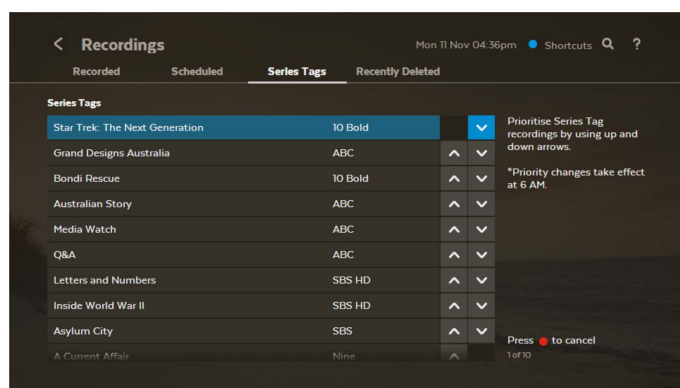 < Recordings Mon 11 Nov 04:36pm Shortcuts ?
Recorded Scheduled Series Tags Recently Deleted
Series Tags
Star Trek: The Next Generation 10 Bold
Grand Designs Australia ABC
Bondi Rescue 10 Bold
Australian Story ABC
Media Watch ABC
Q&A ABC
Letters and Numbers SBS HD
Inside World War II SBS HD
Asylum City SBS
A Current Affair Nine
Prioritise Series Tag
recordings by using up and
down arrows.
*Priority changes take effect
at 6 AM.
Press to cancel
1 of 10